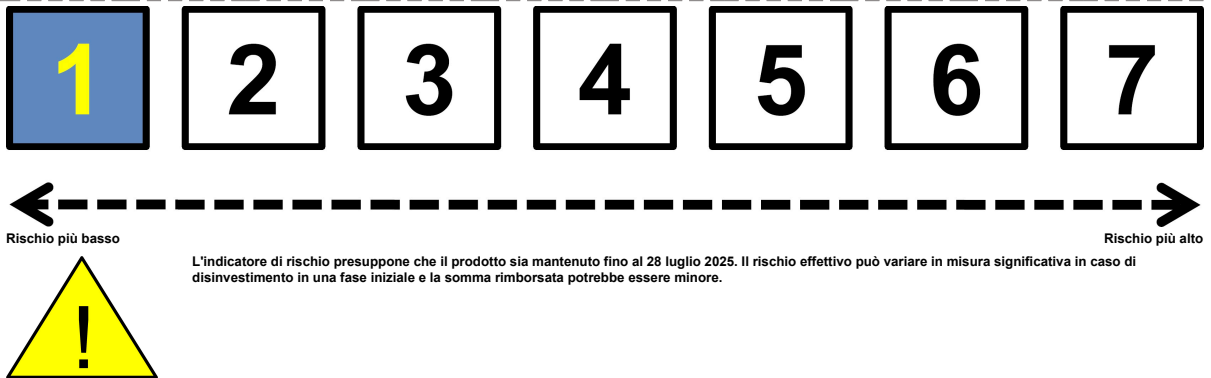 1 2 3 4 5 6 7
Rischio più basso Rischio più alto
L'indicatore di rischio presuppone che il prodotto sia mantenuto fino al 28 luglio 2025. Il rischio effettivo può variare in misura significativa in caso di
disinvestimento in una fase iniziale e la somma rimborsata potrebbe essere minore.
!